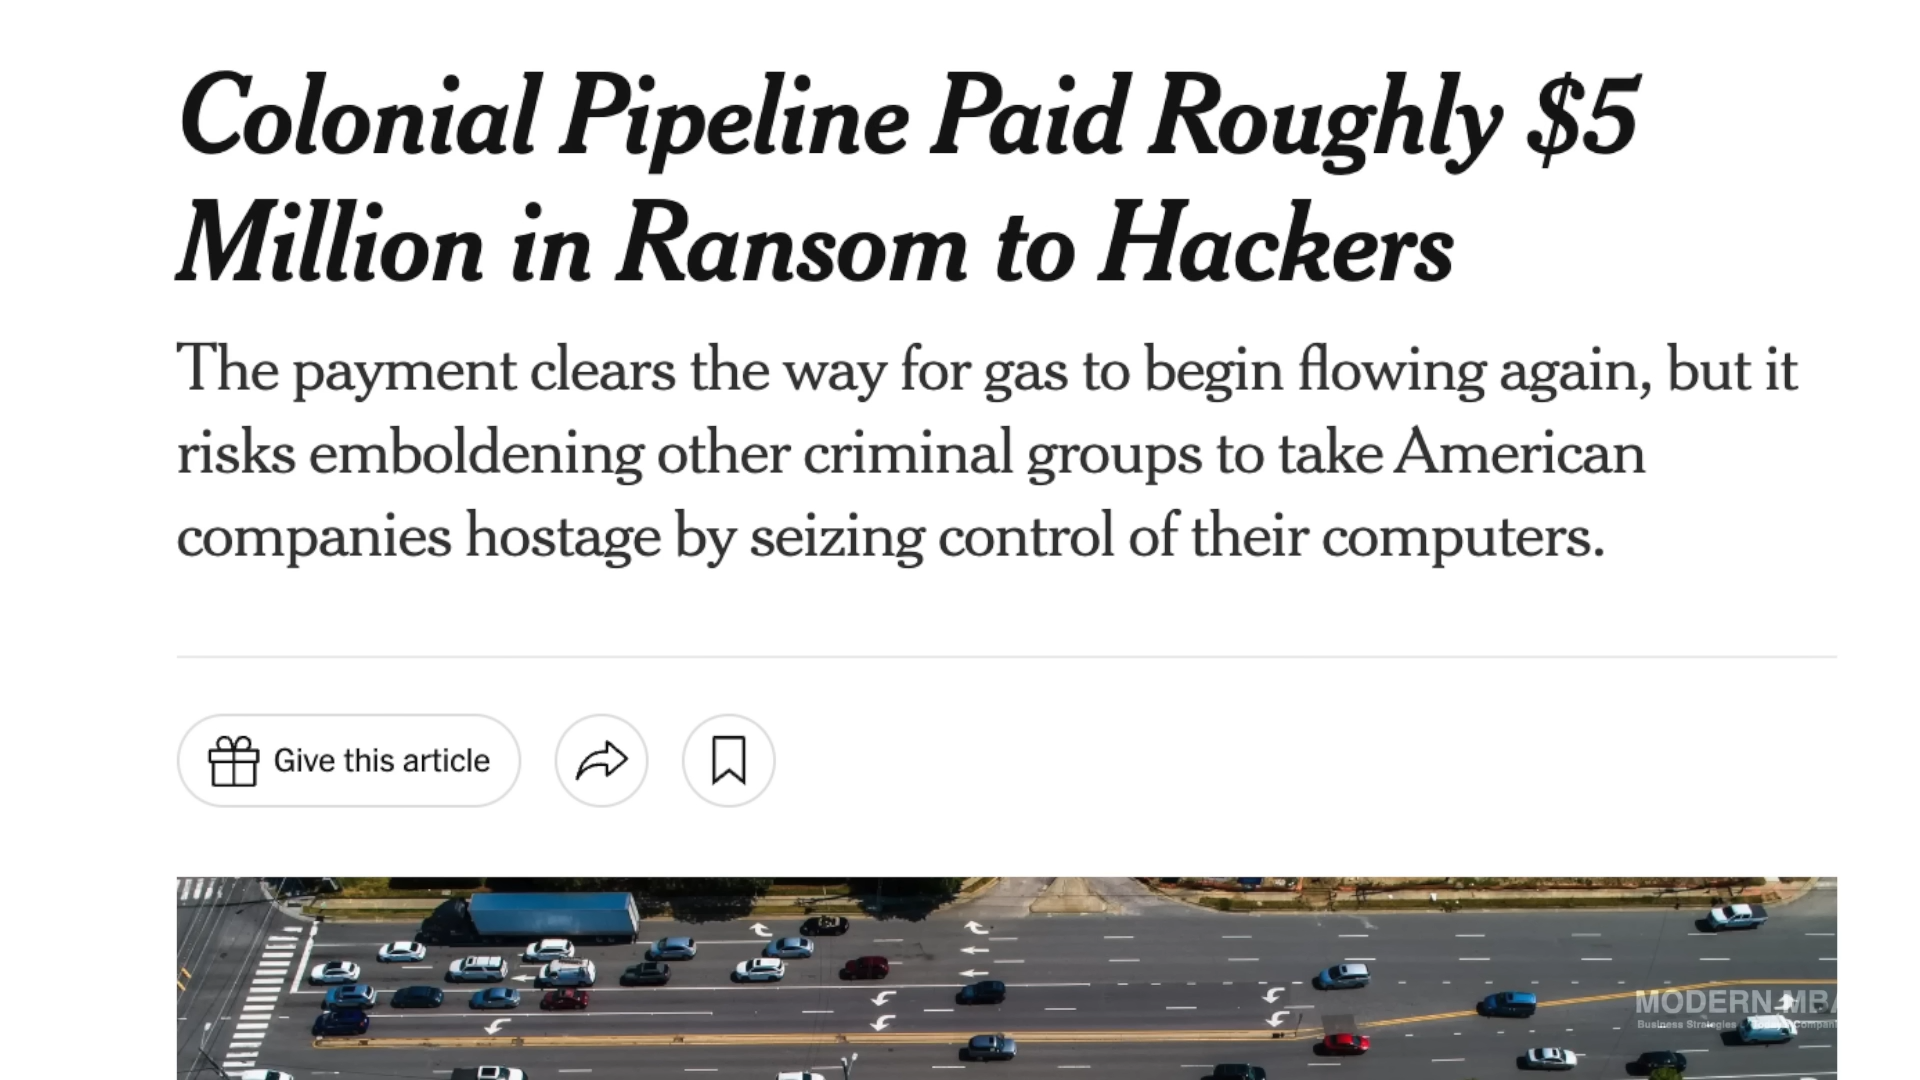 Colonial Pipeline Paid Roughly $5
Million in Ransom to Hackers
The payment clears the way for gas to begin flowing again, but it
risks emboldening other criminal groups to take American
companies hostage by seizing control of their computers.
Give this article
MODERN MBA
Business Strategies